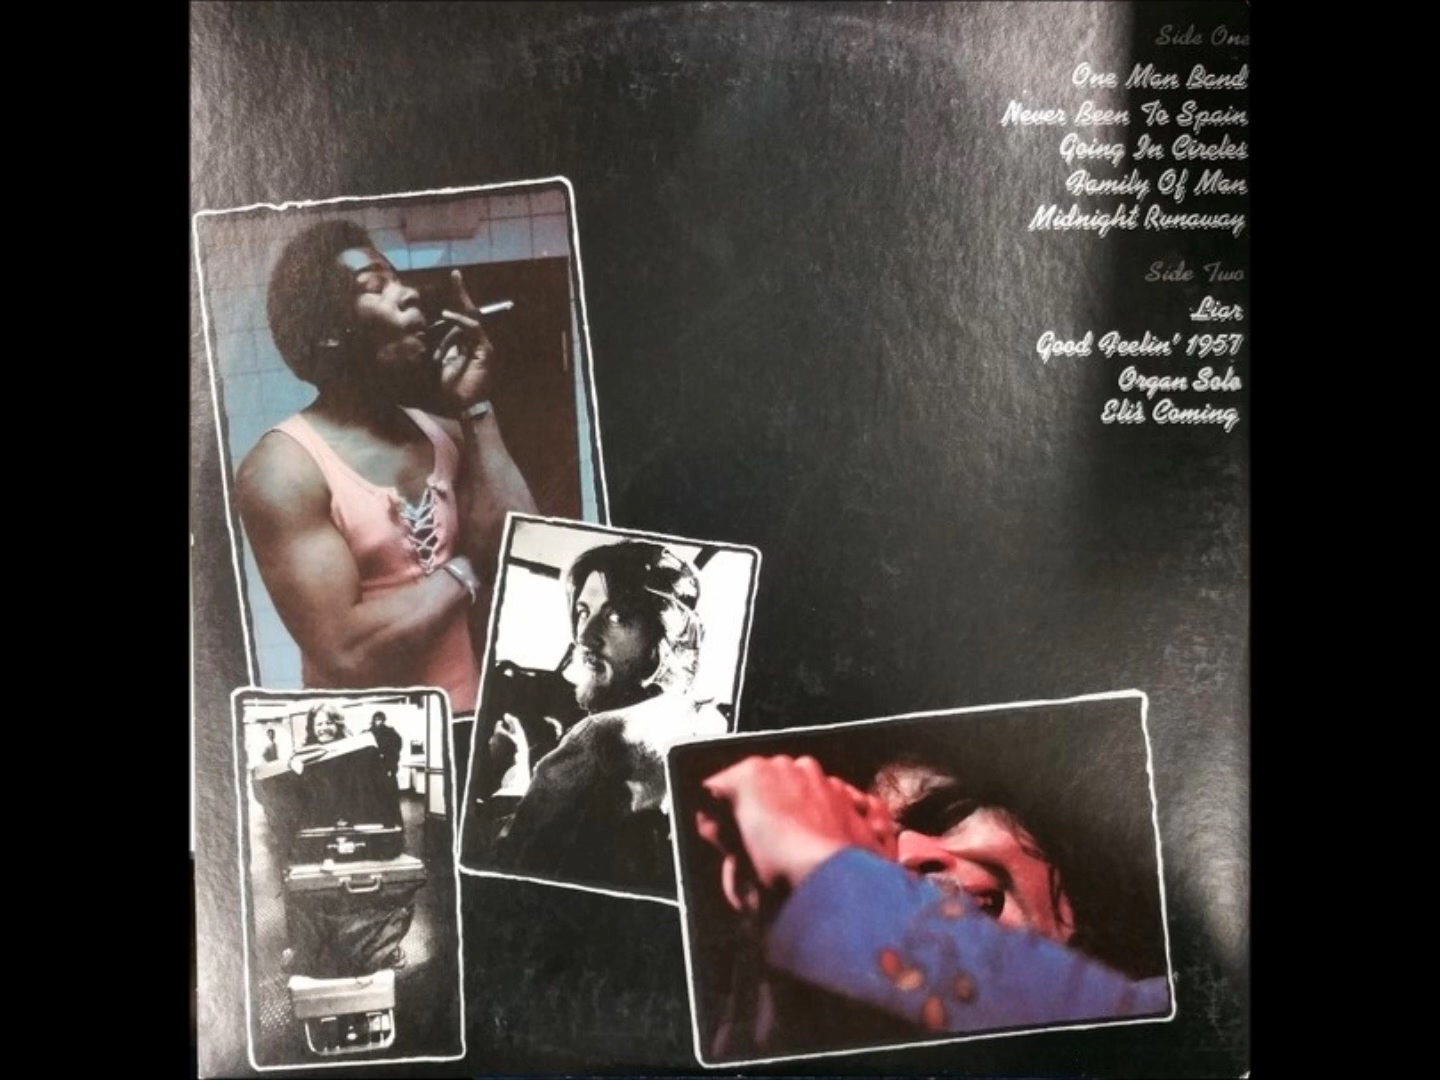 Side One
One Man Band
Never Been To Spain
Going In Circles
Family Of Man
Midnight Runaway
Side Two
Liar
Good Feelin' 1957
Organ Solo
Eli's Coming